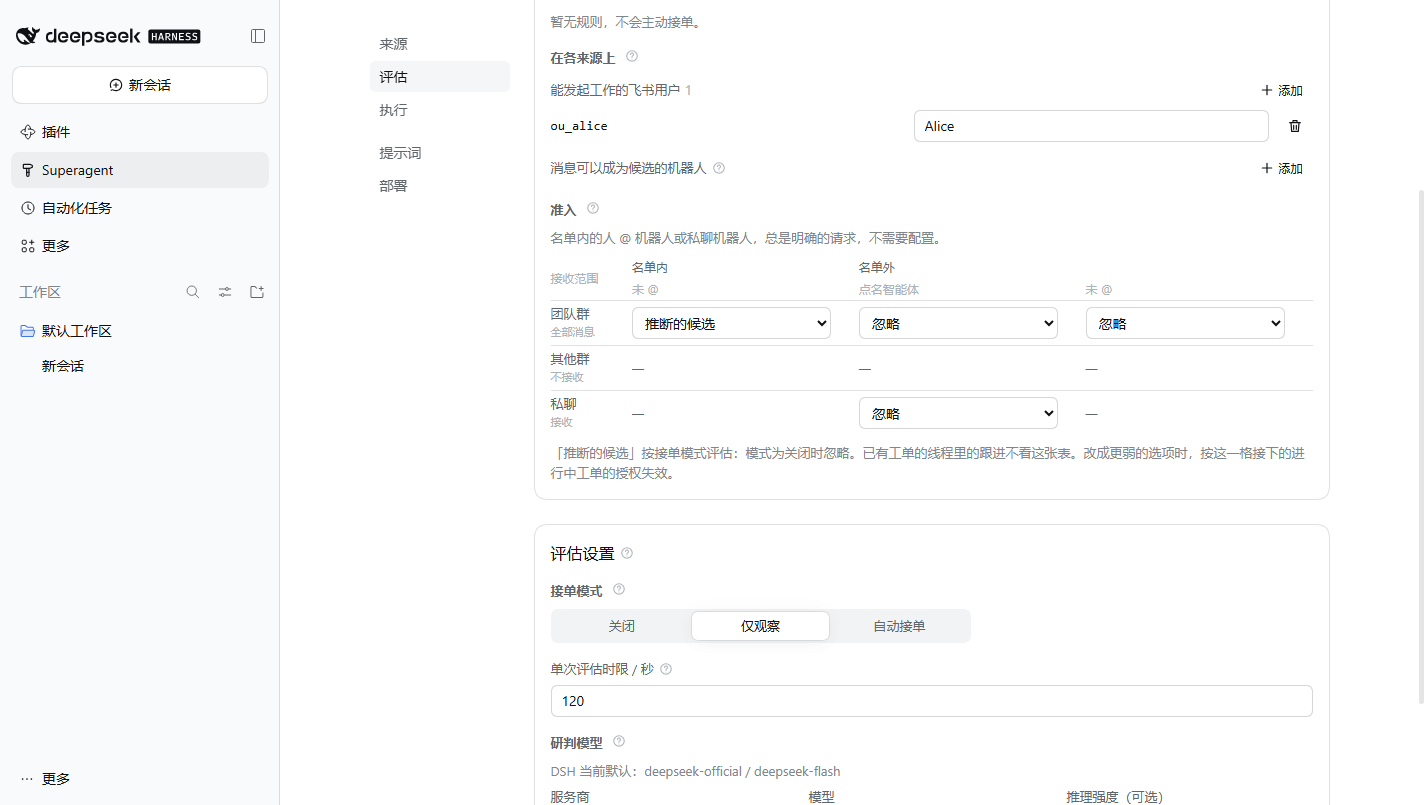 deepseek HARNESS
新会话
插件
Superagent
自动化任务
更多
工作区
默认工作区
新会话
更多
来源
评估
执行
提示词
部署
暂无规则，不会主动接单。
在各来源上
能发起工作的飞书用户 1
添加
ou_alice
Alice
消息可以成为候选的机器人
添加
准入
名单内的人 @ 机器人或私聊机器人，总是明确的请求，不需要配置。
接收范围
名单内
名单外
未 @
点名智能体
未 @
团队群
全部消息
推断的候选
忽略
忽略
其他群
不接收
—
—
—
私聊
接收
—
忽略
—
「推断的候选」按接单模式评估：模式为关闭时忽略。已有工单的线程里的跟进不看这张表。改成更弱的选项时，按这一格接下的进
行中工单的授权失效。
评估设置
接单模式
关闭
仅观察
自动接单
单次评估时限 / 秒
120
研判模型
DSH 当前默认：deepseek-official / deepseek-flash
服务商
模型
推理强度（可选）